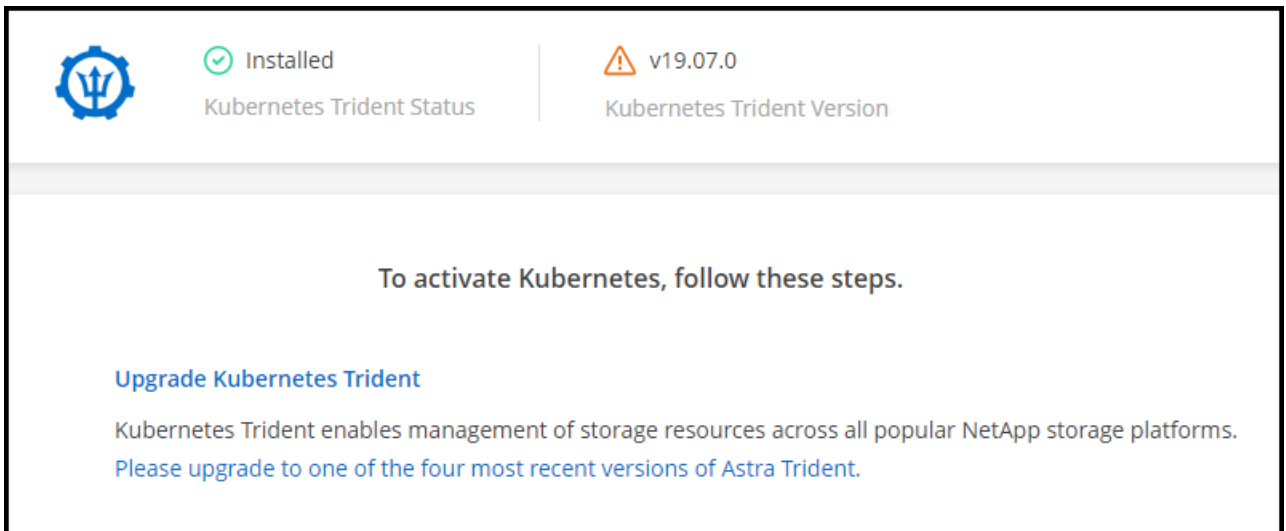 Installed
v19.07.0
Kubernetes Trident Status
Kubernetes Trident Version
To activate Kubernetes, follow these steps.
Upgrade Kubernetes Trident
Kubernetes Trident enables management of storage resources across all popular NetApp storage platforms.
Please upgrade to one of the four most recent versions of Astra Trident.